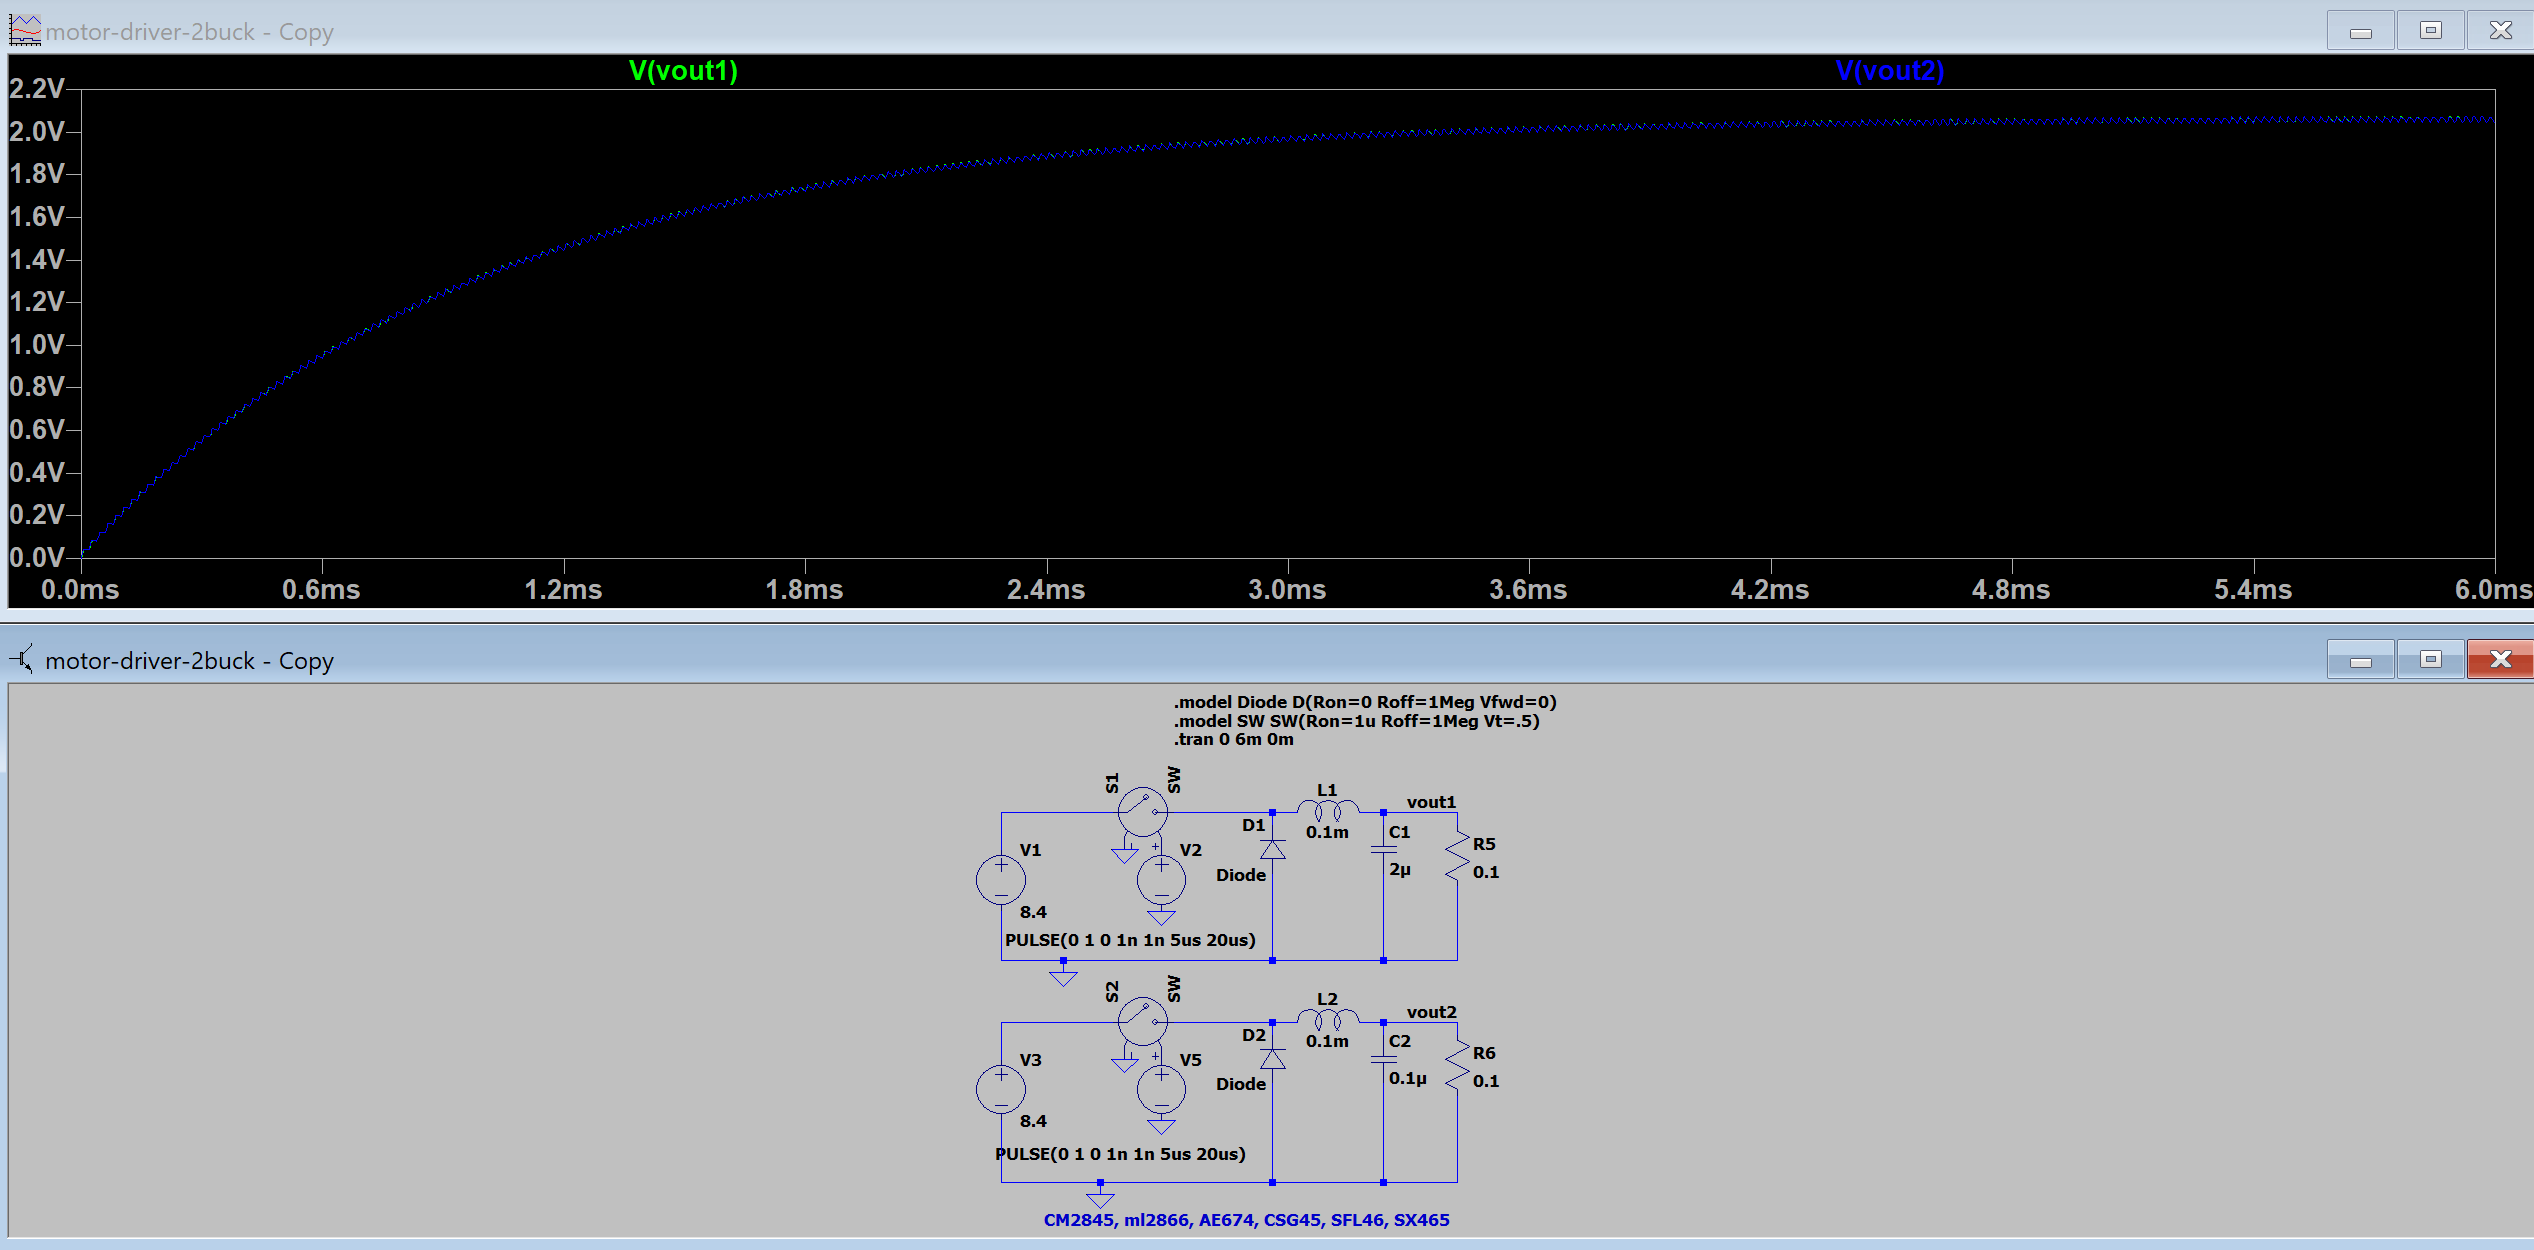 motor-driver-2buck - Copy
V(vout1) V(vout2)
2.2V
2.0V
1.8V
1.6V
1.4V
1.2V
1.0V
0.8V
0.6V
0.4V
0.2V
0.0V
0.0ms 0.6ms 1.2ms 1.8ms 2.4ms 3.0ms 3.6ms 4.2ms 4.8ms 5.4ms 6.0ms
motor-driver-2buck - Copy
.model Diode D(Ron=0 Roff=1Meg Vfwd=0)
.model SW SW(Ron=1u Roff=1Meg Vt=.5)
.tran 0 6m 0m
S1 SW
L1
0.1m
vout1
V1
8.4
V2
PULSE(0 1 0 1n 1n 5us 20us)
D1
Diode
C1
2µ
R5
0.1
S2 SW
L2
0.1m
vout2
V3
8.4
V5
PULSE(0 1 0 1n 1n 5us 20us)
D2
Diode
C2
0.1µ
R6
0.1
CM2845, ml2866, AE674, CSG45, SFL46, SX465